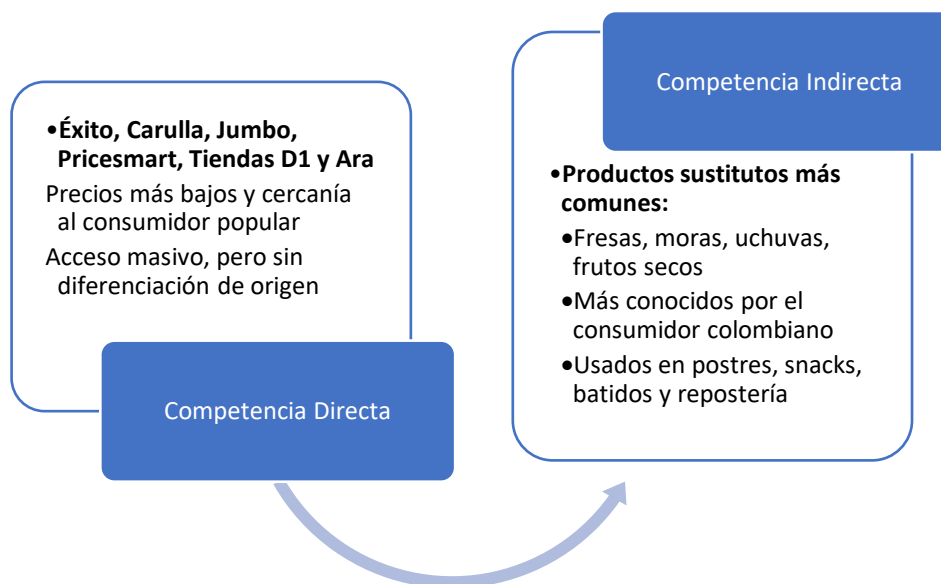 •Éxito, Carulla, Jumbo,
Pricesmart, Tiendas D1 y Ara
Precios más bajos y cercanía
al consumidor popular
Acceso masivo, pero sin
diferenciación de origen
Competencia Directa
Competencia Indirecta
•Productos sustitutos más
comunes:
•Fresas, moras, uchuvas,
frutos secos
•Más conocidos por el
consumidor colombiano
•Usados en postres, snacks,
batidos y repostería